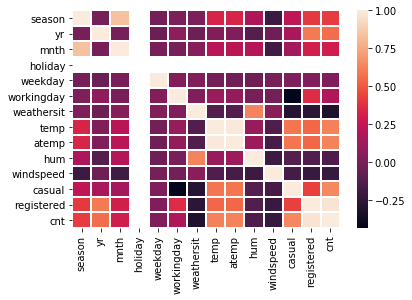 season
yr
mnth
holiday
weekday
workingday
weathersit
temp
atemp
hum
windspeed
casual
registered
cnt
season
yr
mnth
holiday
weekday
workingday
weathersit
temp
atemp
hum
windspeed
casual
registered
cnt
1.00
0.75
0.50
0.25
0.00
−0.25